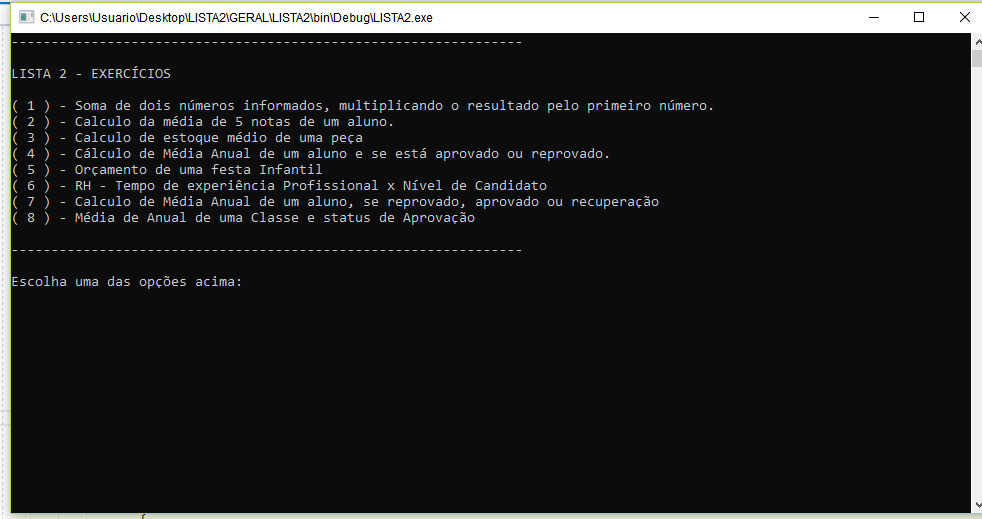 C:\Users\Usuario\Desktop\LISTA2\GERAL\LISTA2\bin\Debug\LISTA2.exe
----------------------------------------------------------------
LISTA 2 - EXERCÍCIOS
( 1 ) - Soma de dois números informados, multiplicando o resultado pelo primeiro número.
( 2 ) - Calculo da média de 5 notas de um aluno.
( 3 ) - Calculo de estoque médio de uma peça
( 4 ) - Cálculo de Média Anual de um aluno e se está aprovado ou reprovado.
( 5 ) - Orçamento de uma festa Infantil
( 6 ) - RH - Tempo de experiência Profissional x Nível de Candidato
( 7 ) - Calculo de Média Anual de um aluno, se reprovado, aprovado ou recuperação
( 8 ) - Média de Anual de uma Classe e status de Aprovação
----------------------------------------------------------------
Escolha uma das opções acima: